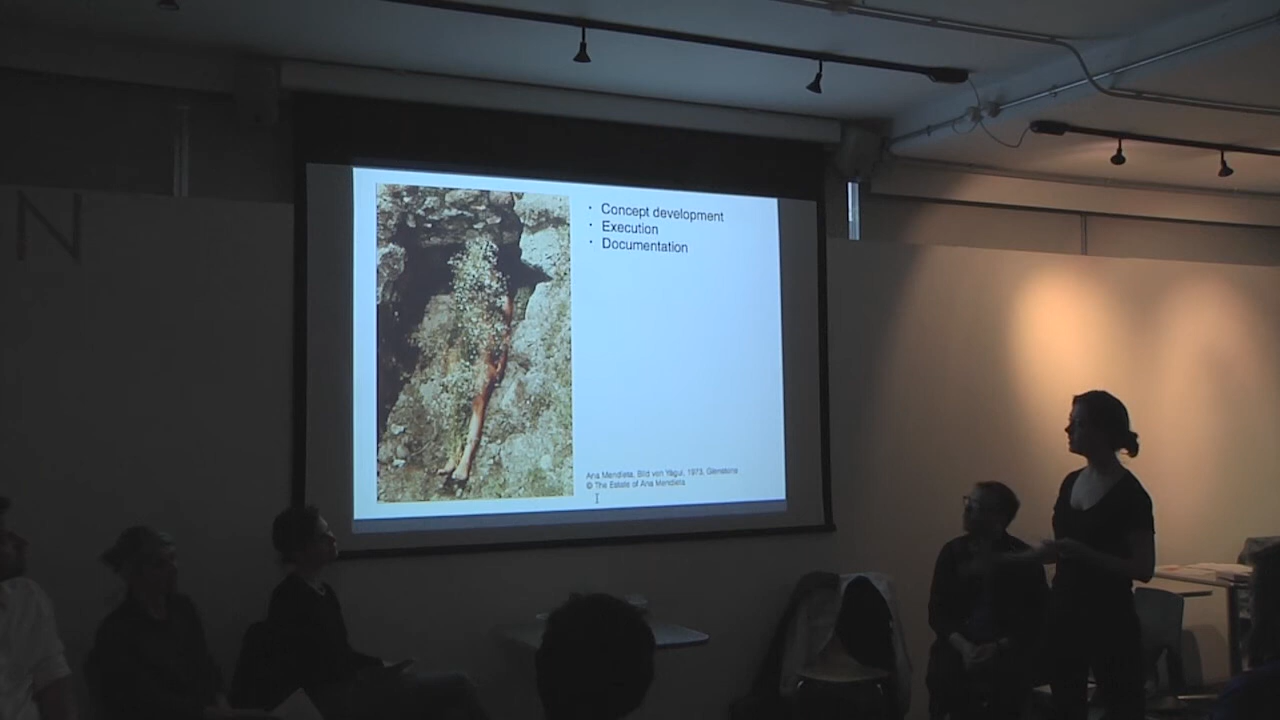 N
· Concept development
· Execution
· Documentation
Ana Mendieta, Bild von Yagul, 1973, Glenstone
© The Estate of Ana Mendieta